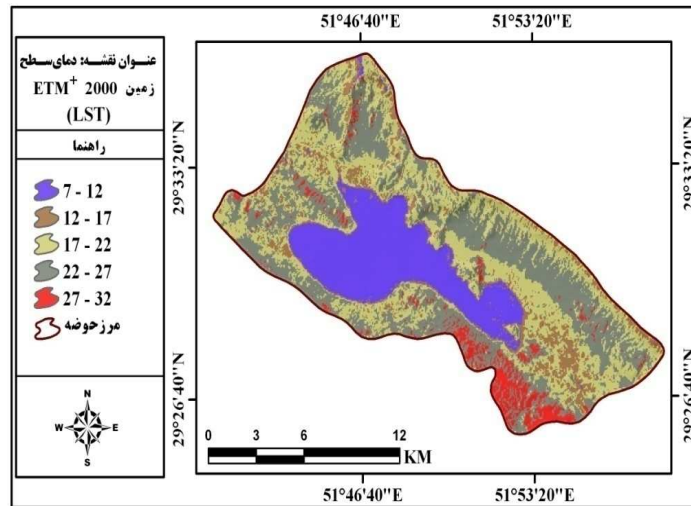 عنـــوان نقشـــه: دمای‌سطح
زمین ETM+ 2000
(LST)
راهنما
7 - 12
12 - 17
17 - 22
22 - 27
27 - 32
مرزحوضه
N
W E
S
51°46'40"E 51°53'20"E
29°33'20"N
29°26'40"N
29°33'20"N
29°26'40"N
0 3 6 12
KM
51°46'40"E 51°53'20"E